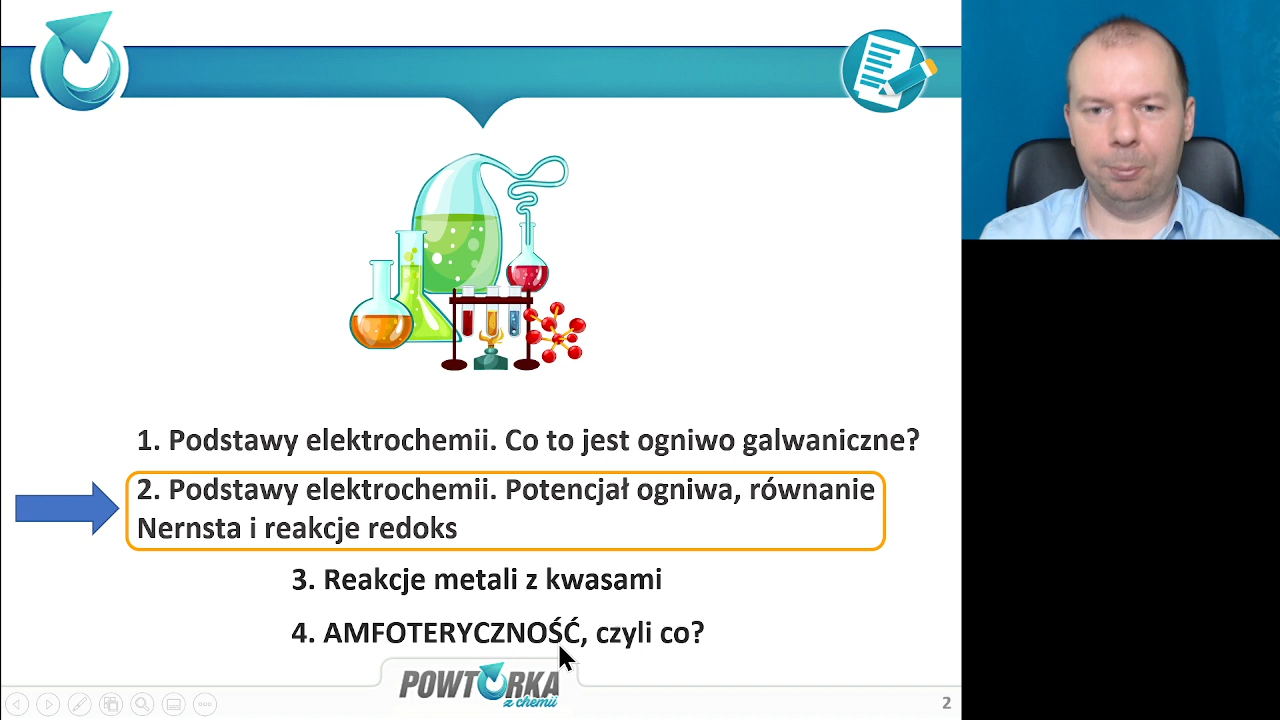 1. Podstawy elektrochemii. Co to jest ogniwo galwaniczne?
2. Podstawy elektrochemii. Potencjał ogniwa, równanie
Nernsta i reakcje redoks
3. Reakcje metali z kwasami
4. AMFOTERYCZNOŚĆ, czyli co?
POWTÓRKA
z chemii
2